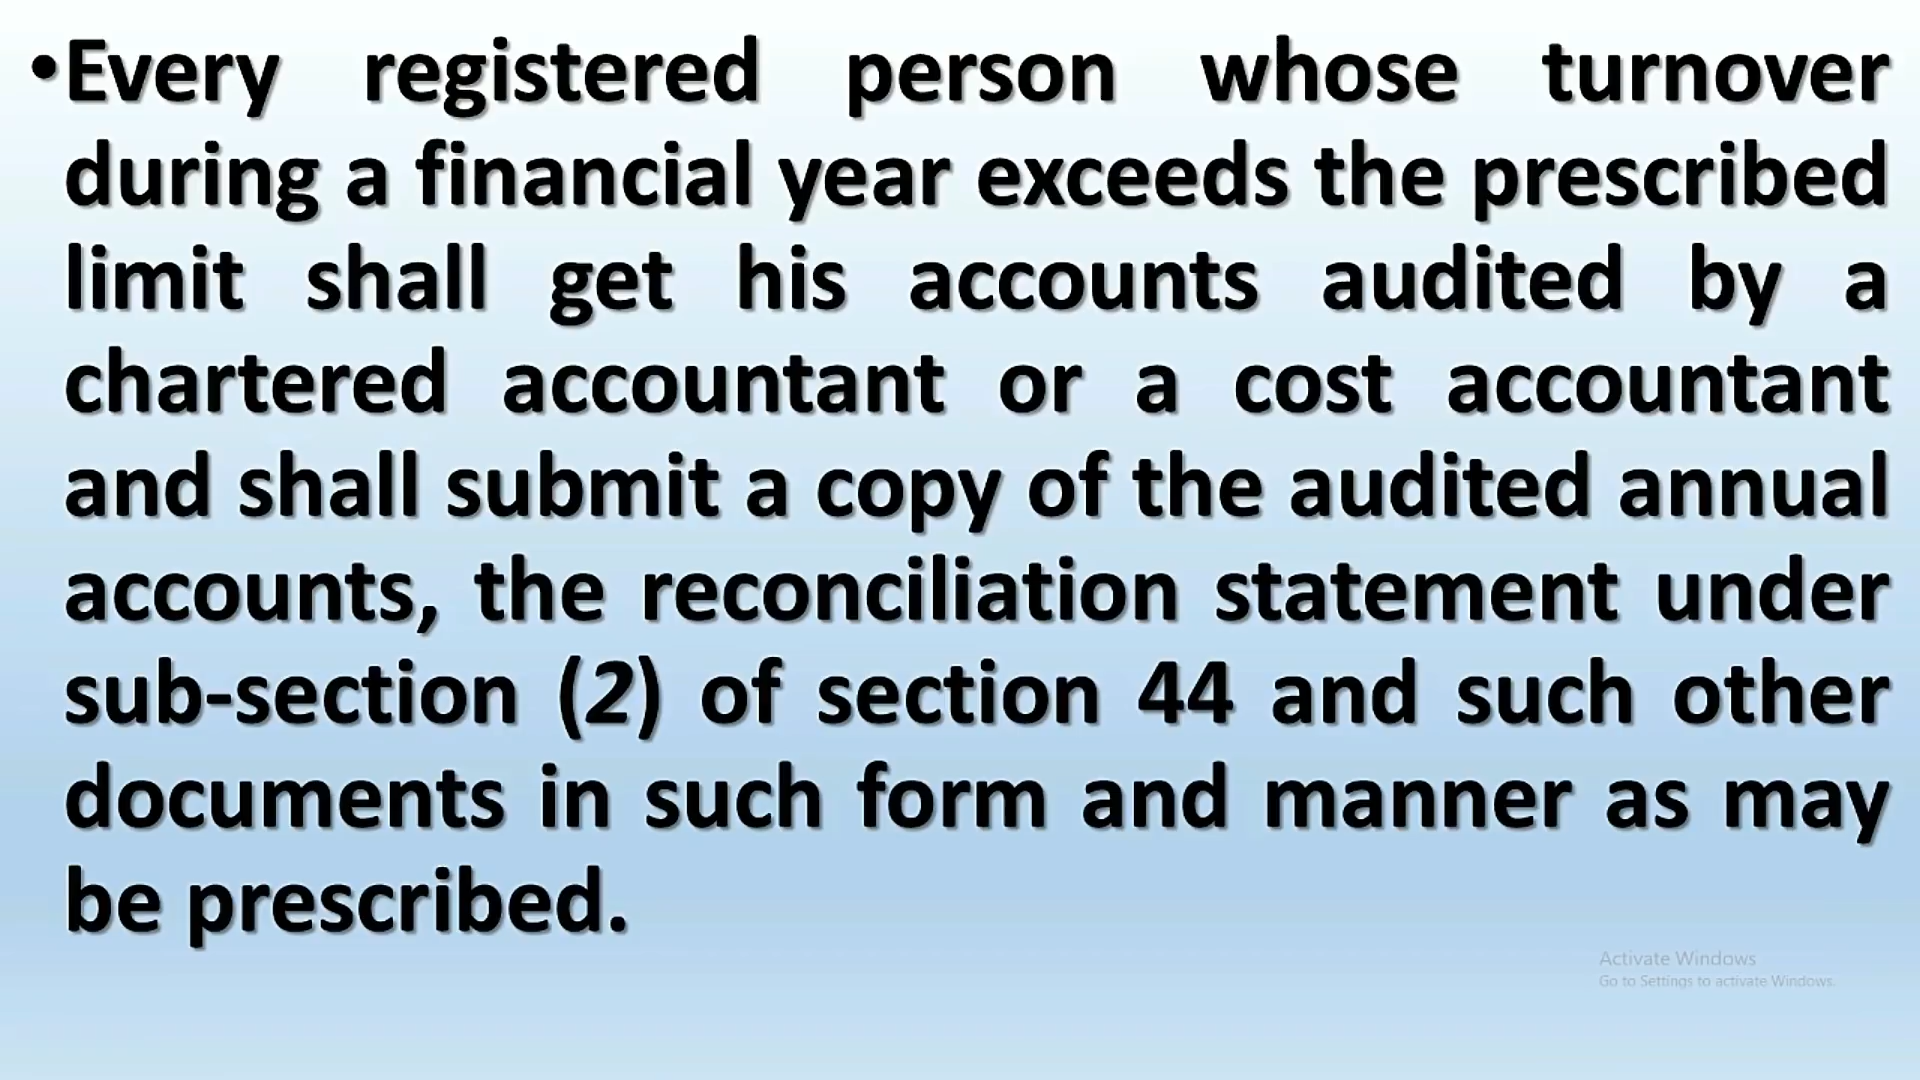 •Every registered person whose turnover
during a financial year exceeds the prescribed
limit shall get his accounts audited by a
chartered accountant or a cost accountant
and shall submit a copy of the audited annual
accounts, the reconciliation statement under
sub-section (2) of section 44 and such other
documents in such form and manner as may
be prescribed.
Activate Windows
Go to Settings to activate Windows.